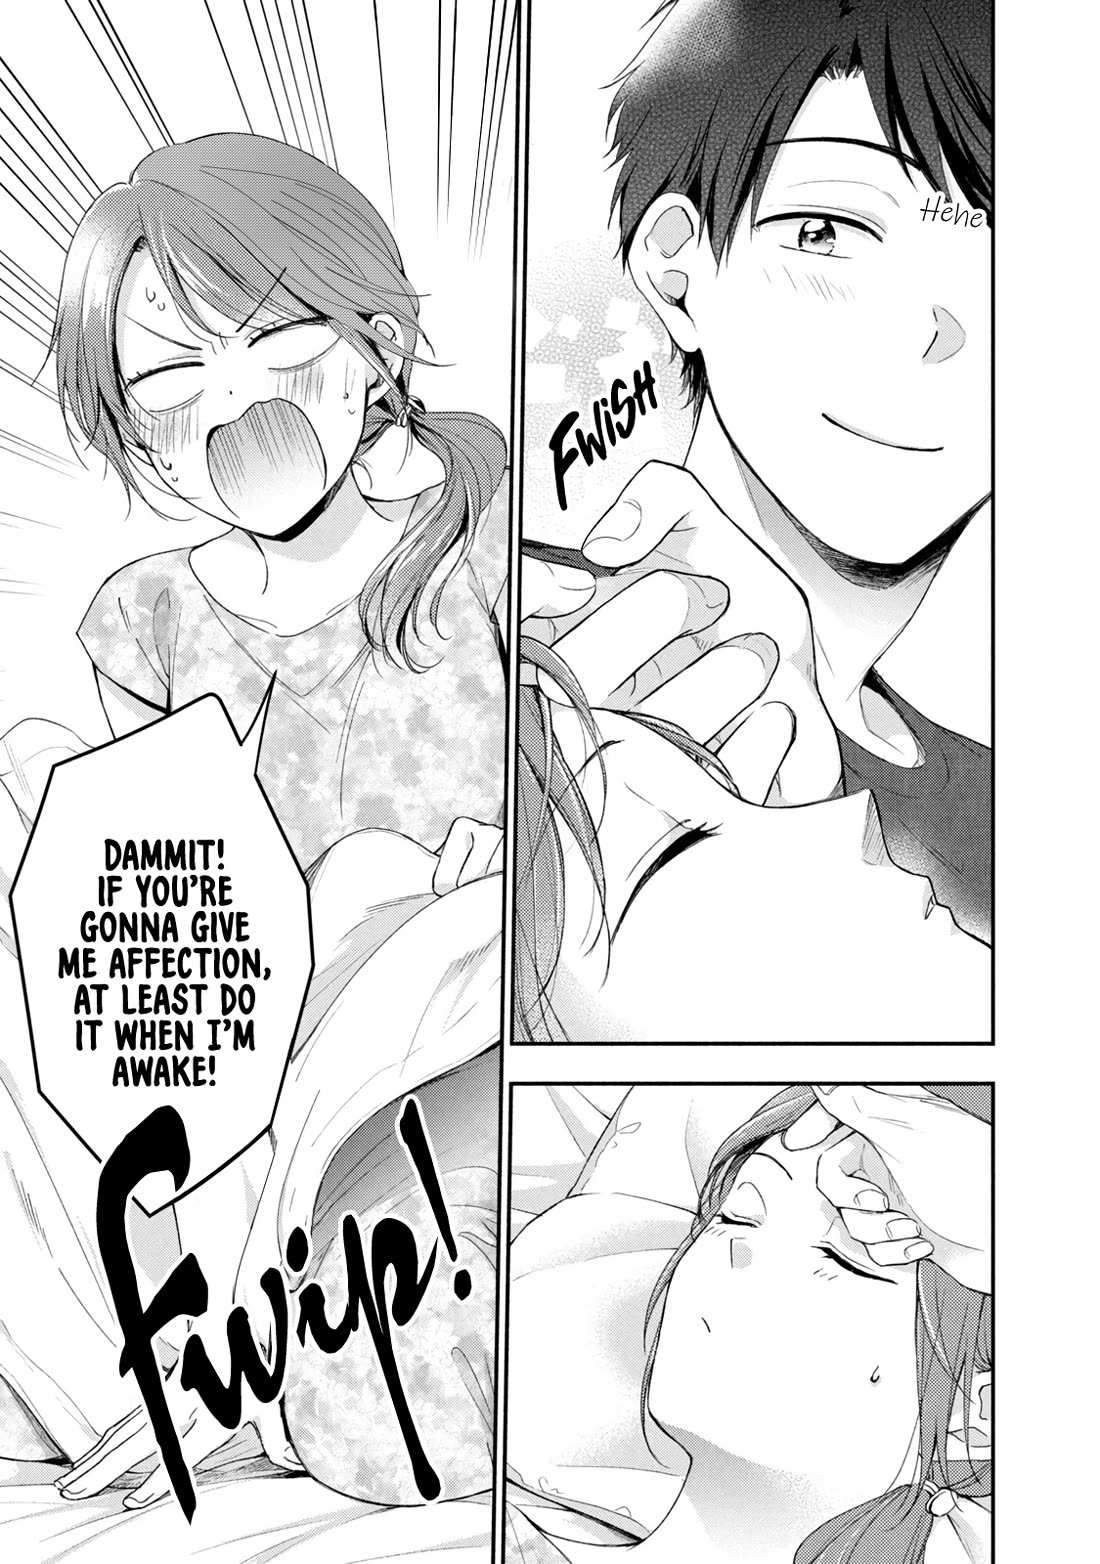 Hehe
FWISH
DAMMIT!
IF YOU'RE
GONNA GIVE
ME AFFECTION,
AT LEAST DO
IT WHEN I'M
AWAKE!
Fwip!